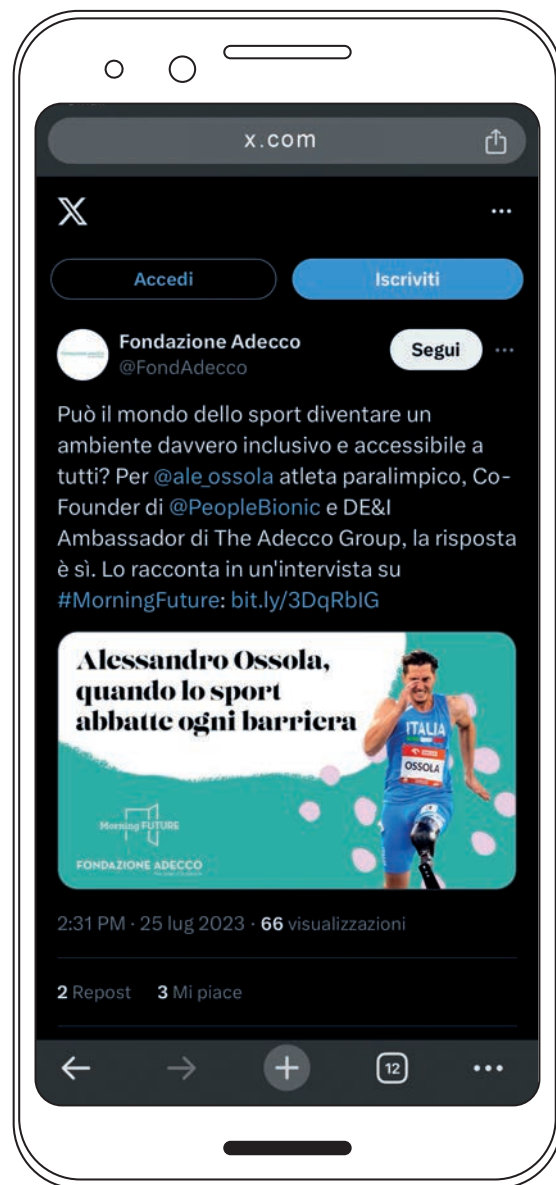 x.com
X
Accedi
Iscriviti
Fondazione Adecco
@FondAdecco
Segui
Può il mondo dello sport diventare un
ambiente davvero inclusivo e accessibile a
tutti? Per @ale_ossola atleta paralimpico, Co-
Founder di @PeopleBionic e DE&I
Ambassador di The Adecco Group, la risposta
è sì. Lo racconta in un'intervista su
#MorningFuture: bit.ly/3DqRbIG
Alessandro Ossola,
quando lo sport
abbatte ogni barriera
ITALIA
OSSOLA
Morning FUTURE
FONDAZIONE ADECCO
2:31 PM · 25 lug 2023 · 66 visualizzazioni
2 Repost 3 Mi piace
12